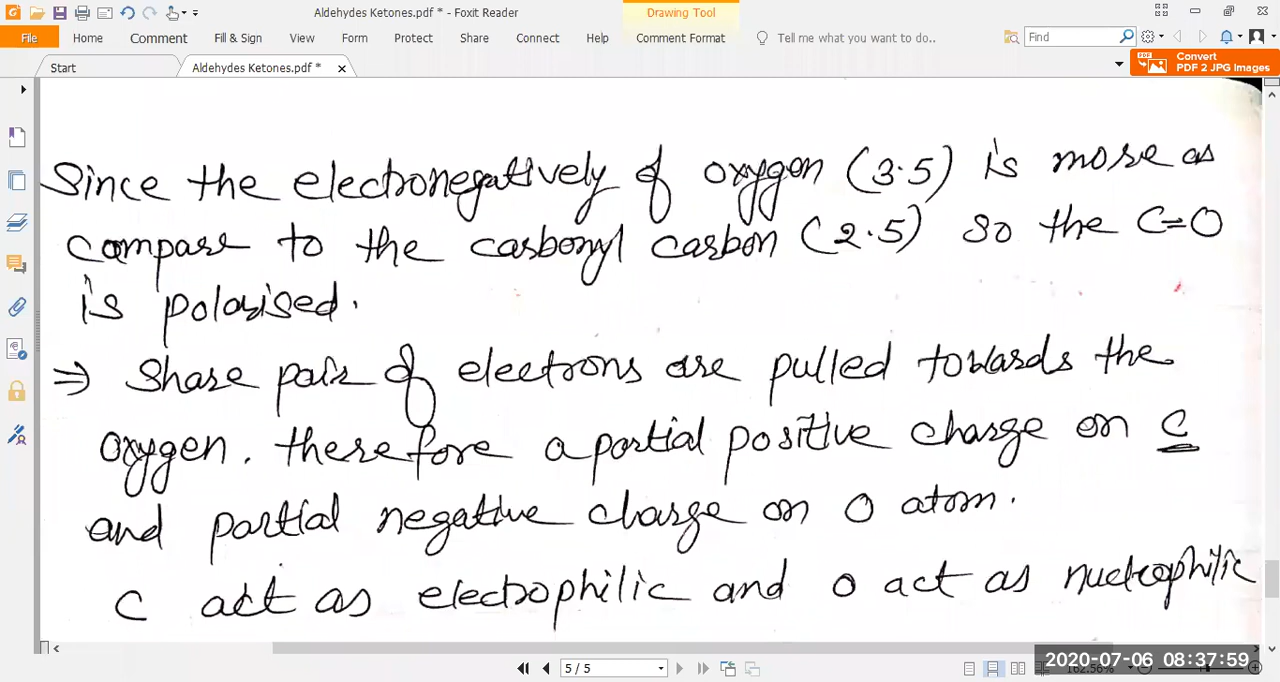 Aldehydes Ketones.pdf * - Foxit Reader
Drawing Tool
File Home Comment Fill & Sign View Form Protect Share Connect Help Comment Format Tell me what you want to do.. Find
Start Aldehydes Ketones.pdf *
Convert
PDF 2 JPG Images
Since the electronegatively of oxygen (3.5) is more as
compare to the carbonyl carbon (2.5) so the C=O
is polarised.
⇒ Share pair of electrons are pulled towards the
oxygen. therefore a partial positive charge on C
and partial negative charge on O atom.
C act as electrophilic and O act as nucleophilic
5 / 5
2020-07-06 08:37:59